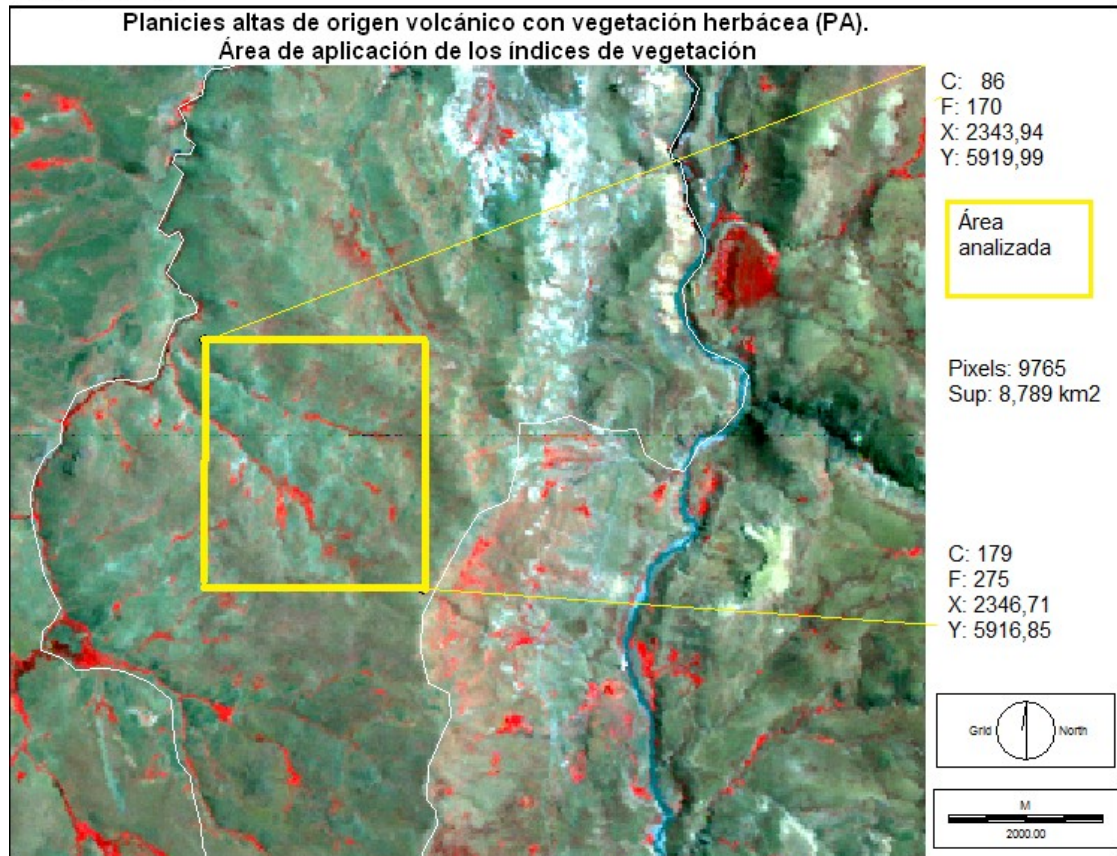 Planicies altas de origen volcánico con vegetación herbácea (PA).
Área de aplicación de los índices de vegetación
C: 86
F: 170
X: 2343,94
Y: 5919,99
Área
analizada
Pixels: 9765
Sup: 8,789 km2
C: 179
F: 275
X: 2346,71
Y: 5916,85
Grid North
M
2000.00